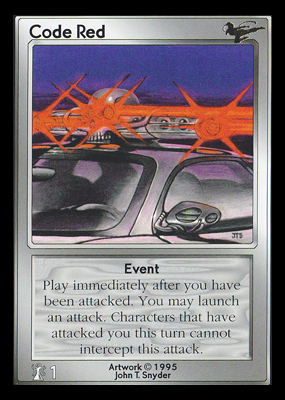 Code Red
JTS
Event
Play immediately after you have
been attacked. You may launch
an attack. Characters that have
attacked you this turn cannot
intercept this attack.
1
Artwork © 1995
John T. Snyder